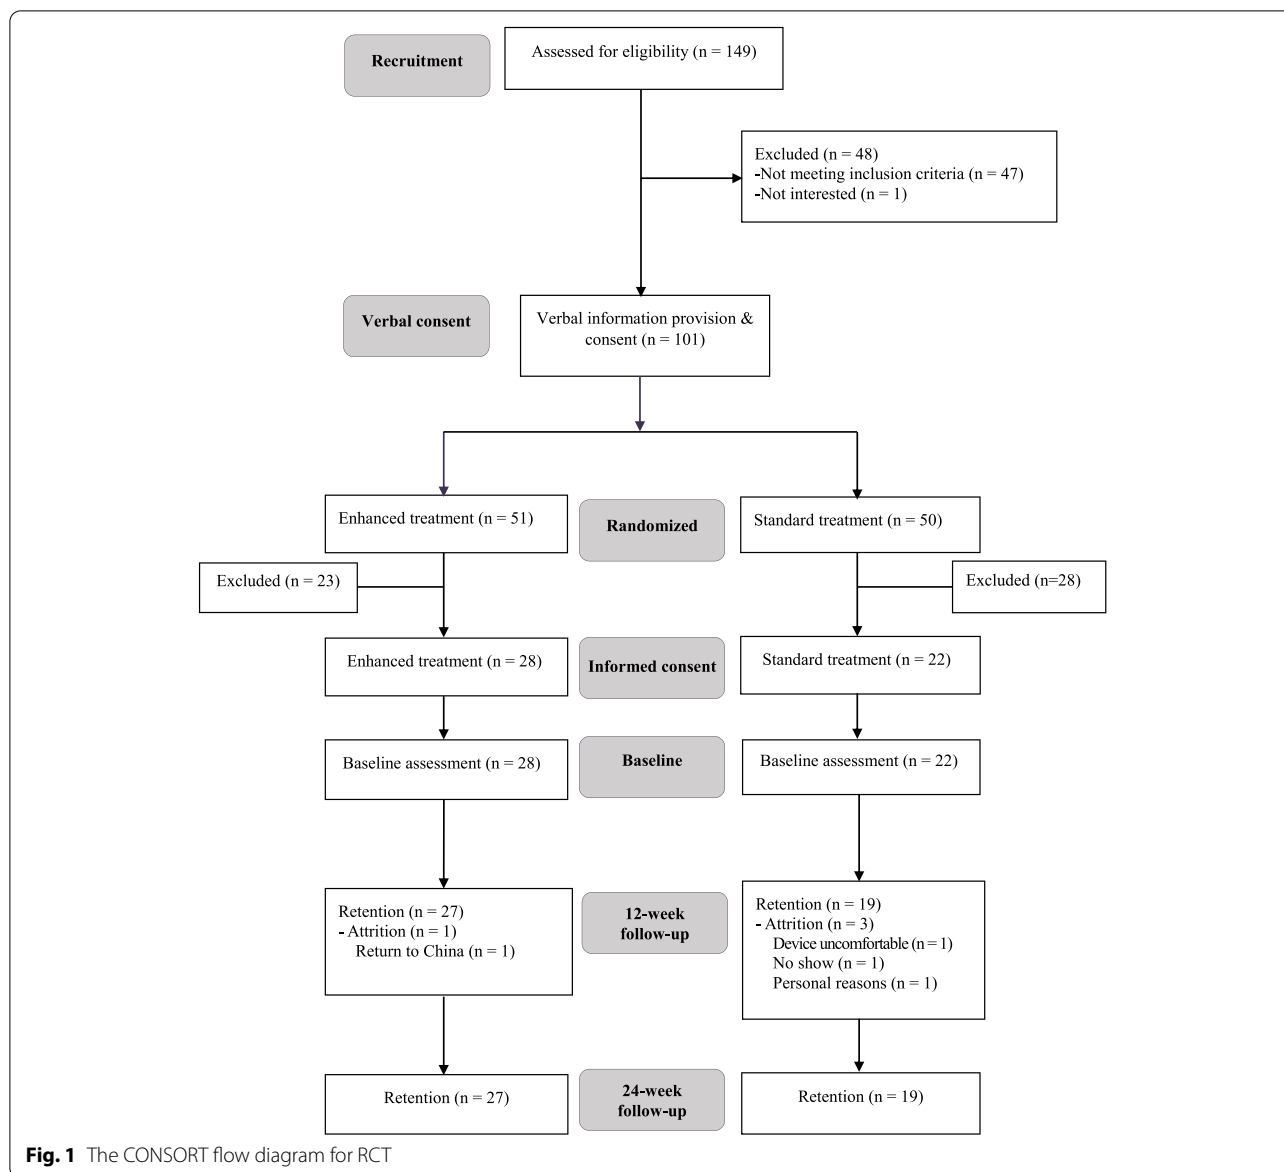 Recruitment
Assessed for eligibility (n = 149)
Excluded (n = 48)
-Not meeting inclusion criteria (n = 47)
-Not interested (n = 1)
Verbal consent
Verbal information provision &
consent (n = 101)
Enhanced treatment (n = 51)
Randomized
Standard treatment (n = 50)
Excluded (n = 23)
Excluded (n=28)
Enhanced treatment (n = 28)
Informed consent
Standard treatment (n = 22)
Baseline assessment (n = 28)
Baseline
Baseline assessment (n = 22)
Retention (n = 27)
- Attrition (n = 1)
Return to China (n = 1)
12-week
follow-up
Retention (n = 19)
- Attrition (n = 3)
Device uncomfortable (n = 1)
No show (n = 1)
Personal reasons (n = 1)
Retention (n = 27)
24-week
follow-up
Retention (n = 19)
Fig. 1 The CONSORT flow diagram for RCT